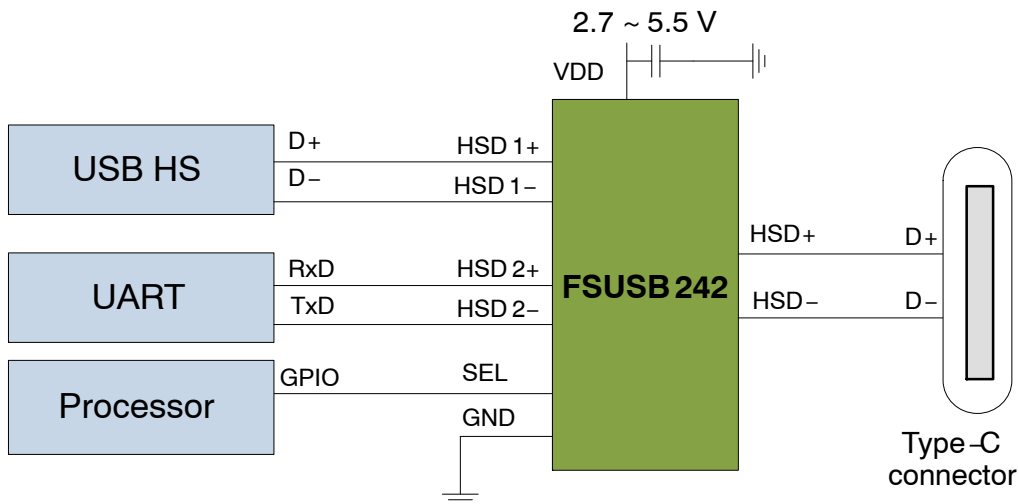 2.7 ~ 5.5 V
VDD
USB HS
D+
D−
HSD 1+
HSD 1−
UART
RxD
TxD
HSD 2+
HSD 2−
Processor
GPIO
SEL
GND
FSUSB 242
HSD+
HSD−
D+
D−
Type−C
connector